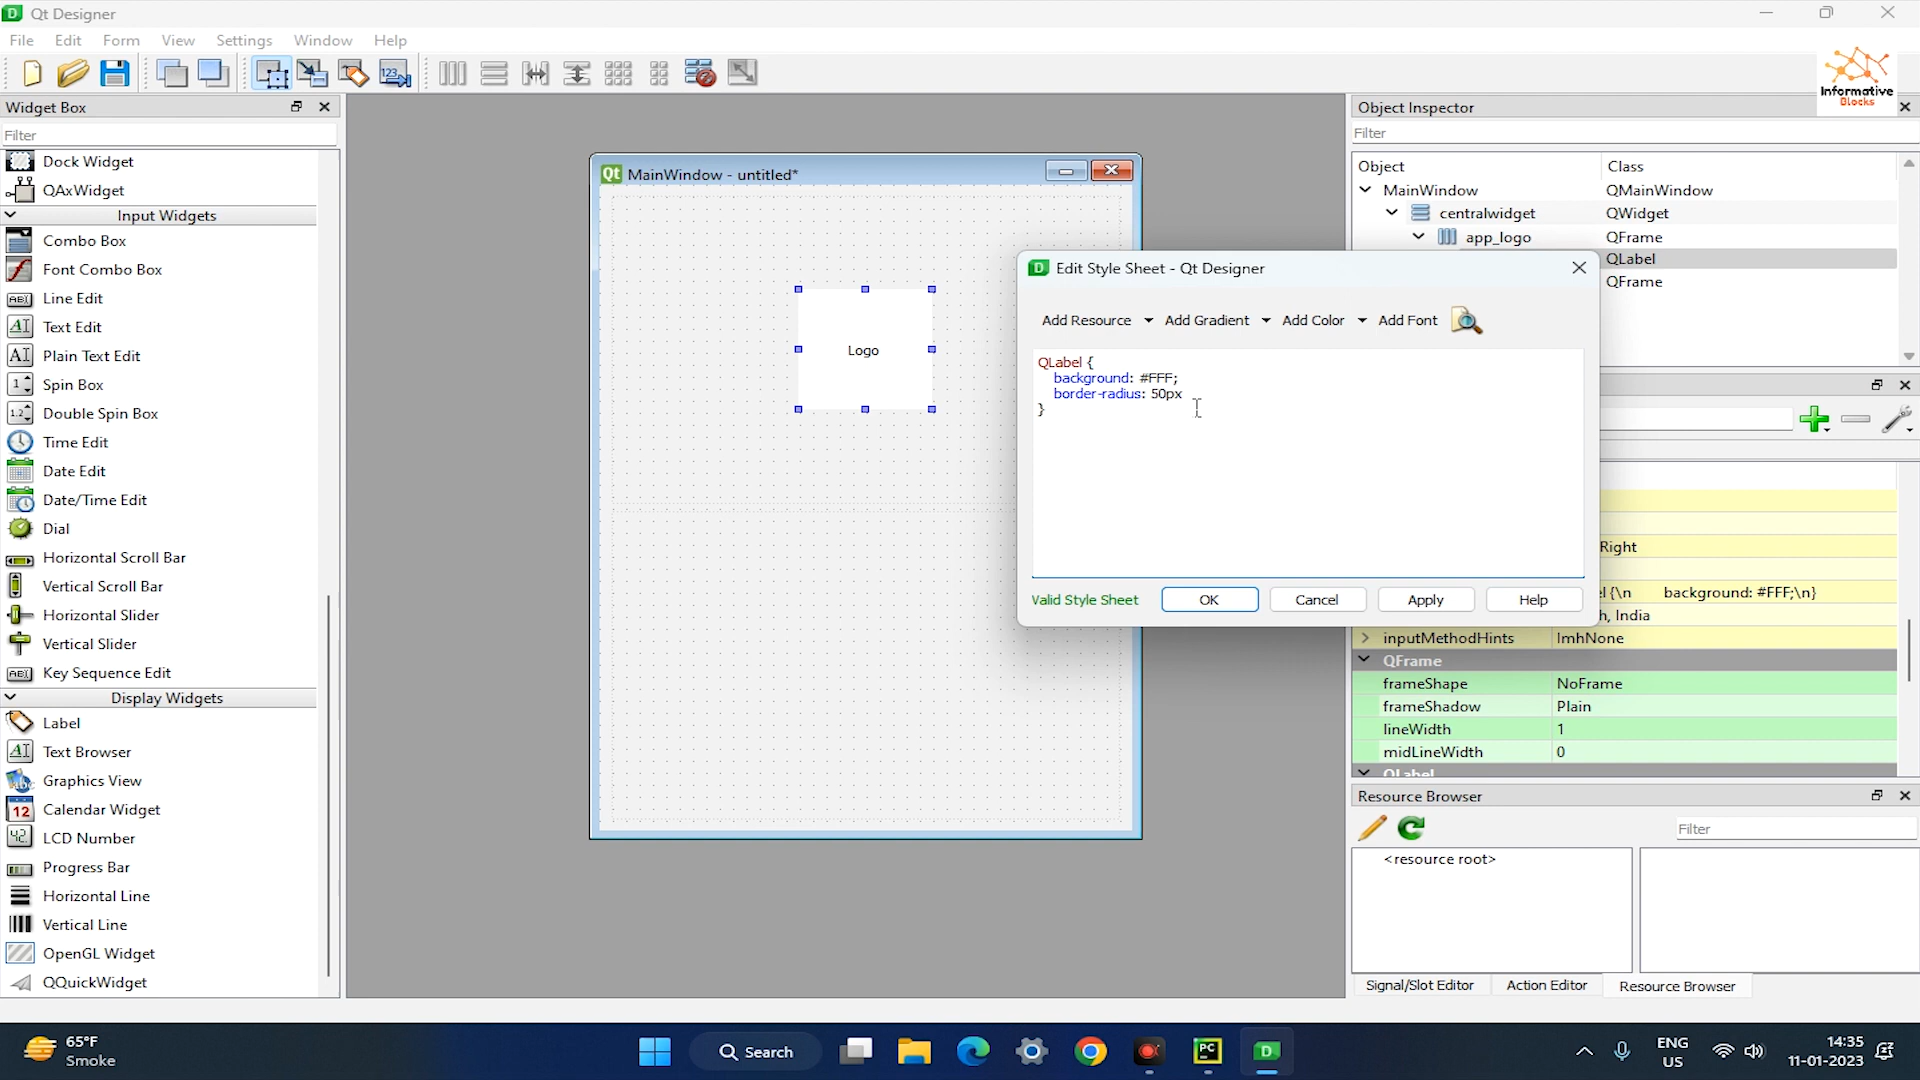 Qt Designer
File Edit Form View Settings Window Help
Informative
Blocks
Widget Box
Filter
Dock Widget
QAxWidget
Input Widgets
Combo Box
Font Combo Box
Line Edit
Text Edit
Plain Text Edit
Spin Box
Double Spin Box
Time Edit
Date Edit
Date/Time Edit
Dial
Horizontal Scroll Bar
Vertical Scroll Bar
Horizontal Slider
Vertical Slider
Key Sequence Edit
Display Widgets
Label
Text Browser
Graphics View
Calendar Widget
LCD Number
Progress Bar
Horizontal Line
Vertical Line
OpenGL Widget
QQuickWidget
MainWindow - untitled*
Logo
Edit Style Sheet - Qt Designer
Add Resource Add Gradient Add Color Add Font
QLabel {
background: #FFF;
border-radius: 50px
}
Valid Style Sheet OK Cancel Apply Help
Object Inspector
Filter
Object Class
MainWindow QMainWindow
centralwidget QWidget
app_logo QFrame
QLabel
QFrame
Right
{\n background: #FFF;\n}
, India
inputMethodHints ImhNone
QFrame
frameShape NoFrame
frameShadow Plain
lineWidth 1
midLineWidth 0
QLabel
Resource Browser
Filter
<resource root>
Signal/Slot Editor Action Editor Resource Browser
65°F
Smoke
Search
ENG
US
14:35
11-01-2023